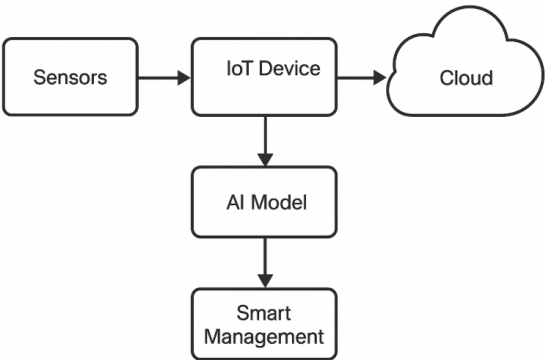 Sensors
IoT Device
Cloud
AI Model
Smart
Management